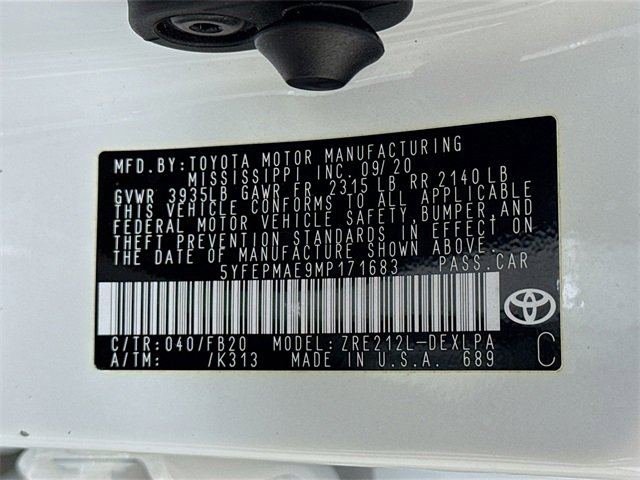 MFD. BY: TOYOTA MOTOR MANUFACTURING
MISSISSIPPI INC. 09/20
GVWR 3935LB GAWR FR. 2315 LB RR 2140 LB
THIS VEHICLE CONFORMS TO ALL APPLICABLE
FEDERAL MOTOR VEHICLE SAFETY, BUMPER, AND
THEFT PREVENTION STANDARDS IN EFFECT ON
THE DATE OF MANUFACTURE SHOWN ABOVE.
5YFEPMAE9MP171683 PASS. CAR
C/TR: 040/FB20 MODEL: ZRE212L-DEXLPA
A/TM: /K313 MADE IN U.S.A. 689 C